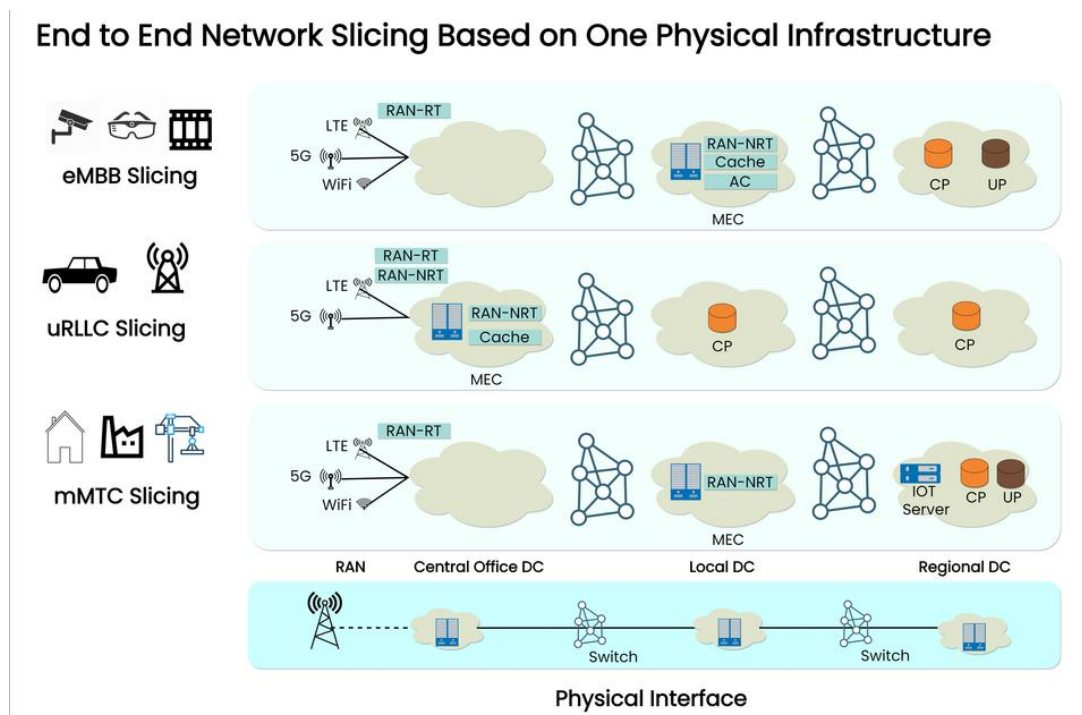 End to End Network Slicing Based on One Physical Infrastructure
eMBB Slicing
RAN-RT
LTE
5G
WiFi
RAN-NRT
Cache
AC
MEC
CP
UP
uRLLC Slicing
RAN-RT
RAN-NRT
LTE
5G
RAN-NRT
Cache
MEC
CP
CP
mMTC Slicing
RAN-RT
LTE
5G
WiFi
RAN-NRT
MEC
IOT
Server
CP
UP
RAN
Central Office DC
Local DC
Regional DC
Switch
Switch
Physical Interface